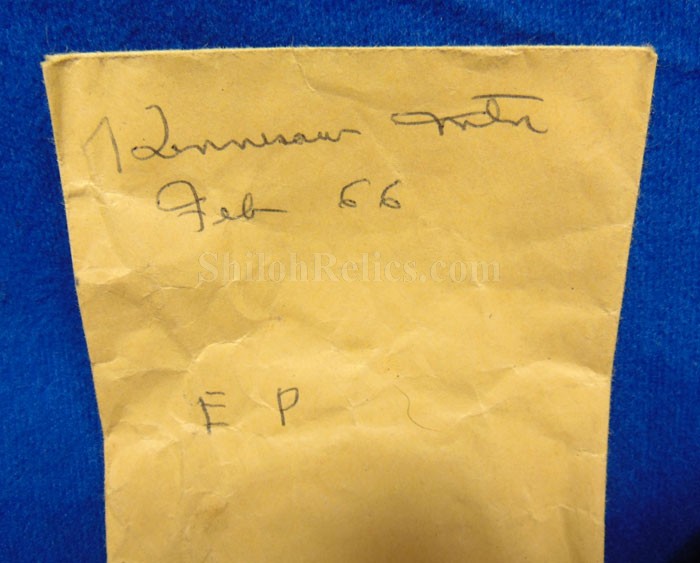 Kennesaw Mtn
Feb 66
ShilohRelics.com
E P